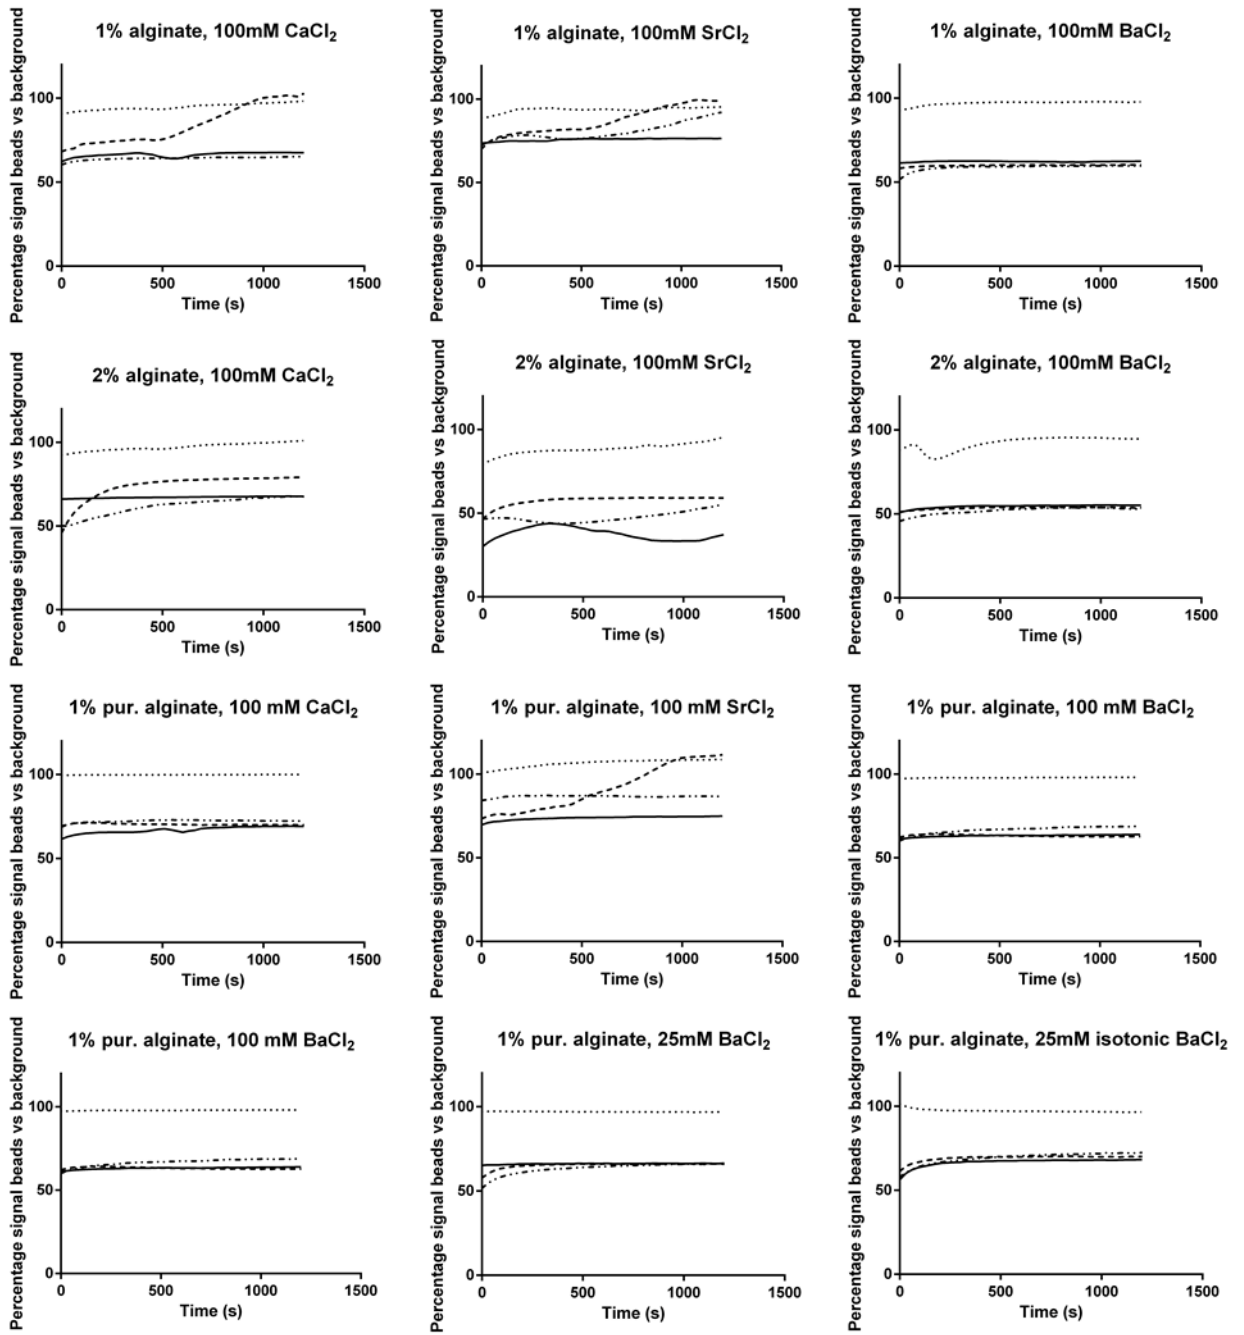 1% alginate, 100mM CaCl₂
Percentage signal beads vs background
100
50
0
0 500 1000 1500
Time (s)
1% alginate, 100mM SrCl₂
Percentage signal beads vs background
100
50
0
0 500 1000 1500
Time (s)
1% alginate, 100mM BaCl₂
Percentage signal beads vs background
100
50
0
0 500 1000 1500
Time (s)
2% alginate, 100mM CaCl₂
Percentage signal beads vs background
100
50
0
0 500 1000 1500
Time (s)
2% alginate, 100mM SrCl₂
Percentage signal beads vs background
100
50
0
0 500 1000 1500
Time (s)
2% alginate, 100mM BaCl₂
Percentage signal beads vs background
100
50
0
0 500 1000 1500
Time (s)
1% pur. alginate, 100 mM CaCl₂
Percentage signal beads vs background
100
50
0
0 500 1000 1500
Time (s)
1% pur. alginate, 100 mM SrCl₂
Percentage signal beads vs background
100
50
0
0 500 1000 1500
Time (s)
1% pur. alginate, 100 mM BaCl₂
Percentage signal beads vs background
100
50
0
0 500 1000 1500
Time (s)
1% pur. alginate, 100 mM BaCl₂
Percentage signal beads vs background
100
50
0
0 500 1000 1500
Time (s)
1% pur. alginate, 25mM BaCl₂
Percentage signal beads vs background
100
50
0
0 500 1000 1500
Time (s)
1% pur. alginate, 25mM isotonic BaCl₂
Percentage signal beads vs background
100
50
0
0 500 1000 1500
Time (s)